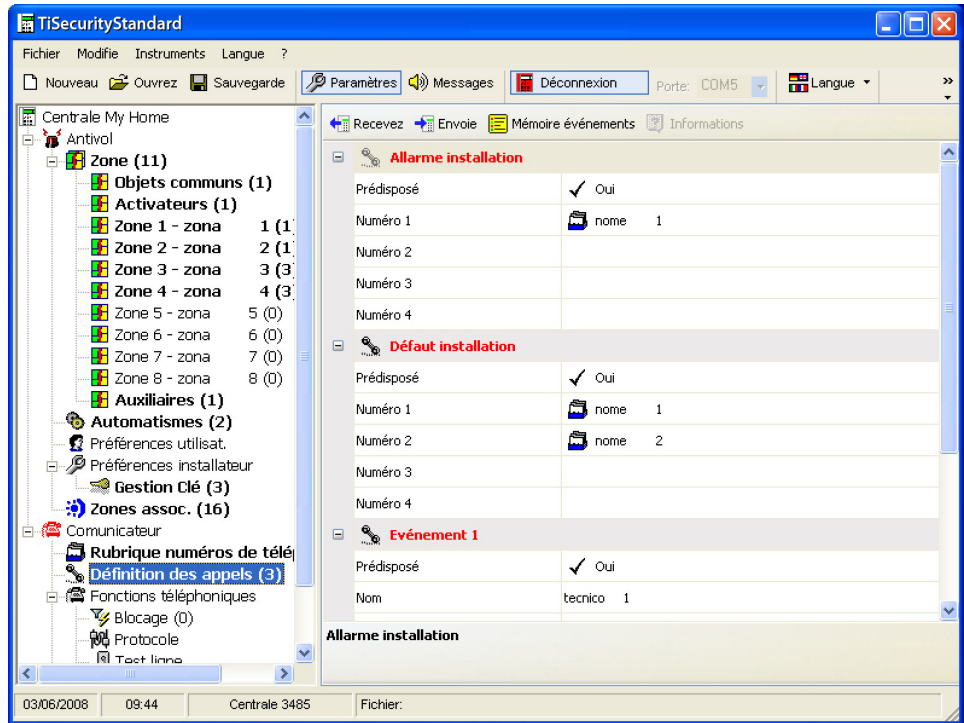 TiSecurityStandard
Fichier Modifie Instruments Langue ?
Nouveau Ouvrez Sauvegarde Paramètres Messages Déconnexion Porte: COM5 Langue »
Centrale My Home
Antivol
Zone (11)
Objets communs (1)
Activateurs (1)
Zone 1 - zona 1 (1)
Zone 2 - zona 2 (1
Zone 3 - zona 3 (3
Zone 4 - zona 4 (3
Zone 5 - zona 5 (0)
Zone 6 - zona 6 (0)
Zone 7 - zona 7 (0)
Zone 8 - zona 8 (0)
Auxiliaires (1)
Automatismes (2)
Préférences utilisat.
Préférences installateur
Gestion Clé (3)
Zones assoc. (16)
Comunicateur
Rubrique numéros de télé
Définition des appels (3)
Fonctions téléphoniques
Blocage (0)
Protocole
Test ligne
Recevez Envoie Mémoire événements Informations
Allarme installation
Prédisposé Oui
Numéro 1 nome 1
Numéro 2
Numéro 3
Numéro 4
Défaut installation
Prédisposé Oui
Numéro 1 nome 1
Numéro 2 nome 2
Numéro 3
Numéro 4
Evénement 1
Prédisposé Oui
Nom tecnico 1
Allarme installation
03/06/2008 09:44 Centrale 3485 Fichier: